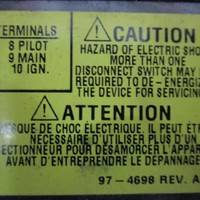 TERMINALS
8 PILOT
9 MAIN
10 IGN.
CAUTION
HAZARD OF ELECTRIC SHO
MORE THAN ONE
DISCONNECT SWITCH MAY
REQUIRED TO DE-ENERGIZ
THE DEVICE FOR SERVICING
ATTENTION
RISQUE DE CHOC ÉLECTRIQUE. IL PEUT Ê
NÉCESSAIRE D'UTILISER PLUS D'UN
SECTIONNEUR POUR DÉSAMORCER L'APPARE
AVANT D'ENTREPRENDRE LE DÉPANNAGE
97-4698 REV. A